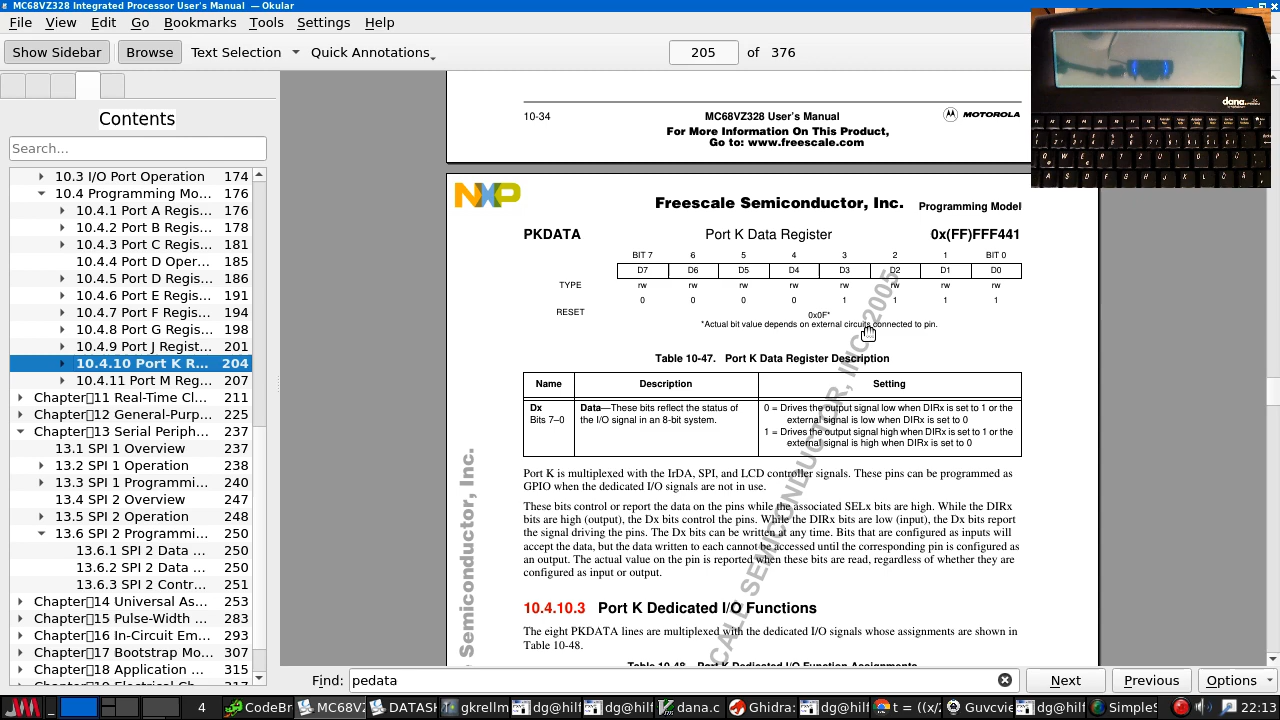 MC68VZ328 Integrated Processor User's Manual — Okular
File View Edit Go Bookmarks Tools Settings Help
Show Sidebar Browse Text Selection Quick Annotations 205 of 376
Contents
Search...
10.3 I/O Port Operation 174
10.4 Programming Mo... 176
10.4.1 Port A Regis... 176
10.4.2 Port B Regis... 178
10.4.3 Port C Regis... 181
10.4.4 Port D Oper... 185
10.4.5 Port D Regis... 186
10.4.6 Port E Regis... 191
10.4.7 Port F Regis... 194
10.4.8 Port G Regis... 198
10.4.9 Port J Regist... 201
10.4.10 Port K R... 204
10.4.11 Port M Reg... 207
Chapter 11 Real-Time Cl... 211
Chapter 12 General-Purp... 225
Chapter 13 Serial Periph... 237
13.1 SPI 1 Overview 237
13.2 SPI 1 Operation 238
13.3 SPI 1 Programmi... 240
13.4 SPI 2 Overview 247
13.5 SPI 2 Operation 248
13.6 SPI 2 Programmi... 250
13.6.1 SPI 2 Data ... 250
13.6.2 SPI 2 Data ... 250
13.6.3 SPI 2 Contr... 251
Chapter 14 Universal As... 253
Chapter 15 Pulse-Width ... 283
Chapter 16 In-Circuit Em... 293
Chapter 17 Bootstrap Mo... 307
Chapter 18 Application ... 315
10-34 MC68VZ328 User's Manual MOTOROLA
For More Information On This Product,
Go to: www.freescale.com
NXP Freescale Semiconductor, Inc. Programming Model
PKDATA Port K Data Register 0x(FF)FFF441
BIT 7 6 5 4 3 2 1 BIT 0
D7 D6 D5 D4 D3 D2 D1 D0
TYPE rw rw rw rw rw rw rw rw
0 0 0 0 1 1 1 1
RESET
0x0F*
*Actual bit value depends on external circuits connected to pin.
Table 10-47. Port K Data Register Description
Name Description Setting
Dx Data—These bits reflect the status of 0 = Drives the output signal low when DIRx is set to 1 or the
Bits 7–0 the I/O signal in an 8-bit system. external signal is low when DIRx is set to 0
1 = Drives the output signal high when DIRx is set to 1 or the
external signal is high when DIRx is set to 0
Port K is multiplexed with the IrDA, SPI, and LCD controller signals. These pins can be programmed as
GPIO when the dedicated I/O signals are not in use.
These bits control or report the data on the pins while the associated SELx bits are high. While the DIRx
bits are high (output), the Dx bits control the pins. While the DIRx bits are low (input), the Dx bits report
the signal driving the pins. The Dx bits can be written at any time. Bits that are configured as inputs will
accept the data, but the data written to each cannot be accessed until the corresponding pin is configured as
an output. The actual value on the pin is reported when these bits are read, regardless of whether they are
configured as input or output.
10.4.10.3 Port K Dedicated I/O Functions
The eight PKDATA lines are multiplexed with the dedicated I/O signals whose assignments are shown in
Table 10-48.
Table 10-48. Port K Dedicated I/O Function Assignments
Semiconductor, Inc.
CALE SEMICONDUCTOR, INC. 2005
dana
Find: pedata Next Previous Options
4 CodeBr MC68V DATASH gkrellm dg@hilf dg@hilf dana.c Ghidra: dg@hilf t = ((x/ Guvcvie dg@hilf SimpleS 22:13